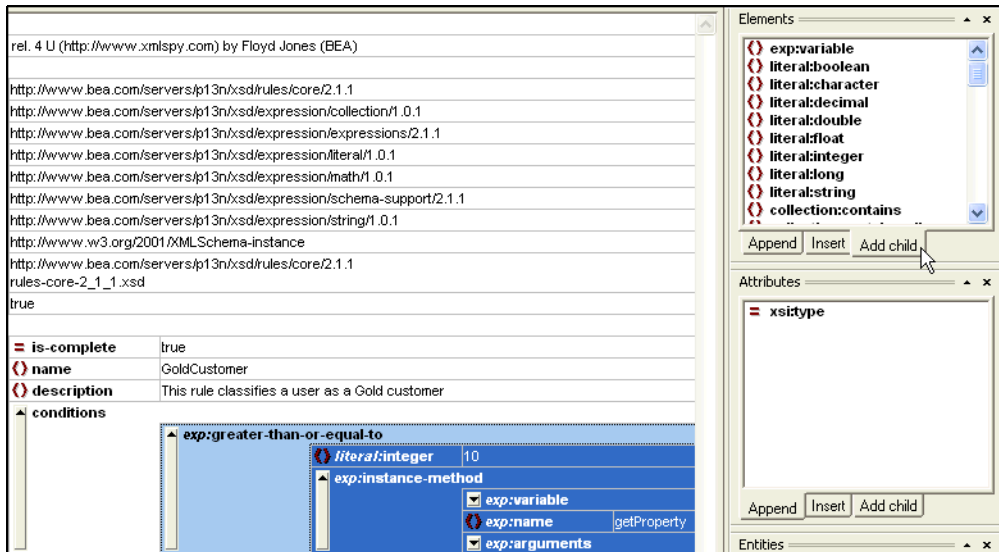 rel. 4 U (http://www.xmlspy.com) by Floyd Jones (BEA)
http://www.bea.com/servers/p13n/xsd/rules/core/2.1.1
http://www.bea.com/servers/p13n/xsd/expression/collection/1.0.1
http://www.bea.com/servers/p13n/xsd/expression/expressions/2.1.1
http://www.bea.com/servers/p13n/xsd/expression/literal/1.0.1
http://www.bea.com/servers/p13n/xsd/expression/math/1.0.1
http://www.bea.com/servers/p13n/xsd/expression/schema-support/2.1.1
http://www.bea.com/servers/p13n/xsd/expression/string/1.0.1
http://www.w3.org/2001/XMLSchema-instance
http://www.bea.com/servers/p13n/xsd/rules/core/2.1.1
rules-core-2_1_1.xsd
true
= is-complete true
name GoldCustomer
description This rule classifies a user as a Gold customer
conditions
exp:greater-than-or-equal-to
literal:integer 10
exp:instance-method
exp:variable
exp:name getProperty
exp:arguments
Elements
exp:variable
literal:boolean
literal:character
literal:decimal
literal:double
literal:float
literal:integer
literal:long
literal:string
collection:contains
Append Insert Add child
Attributes
= xsi:type
Append Insert Add child
Entities